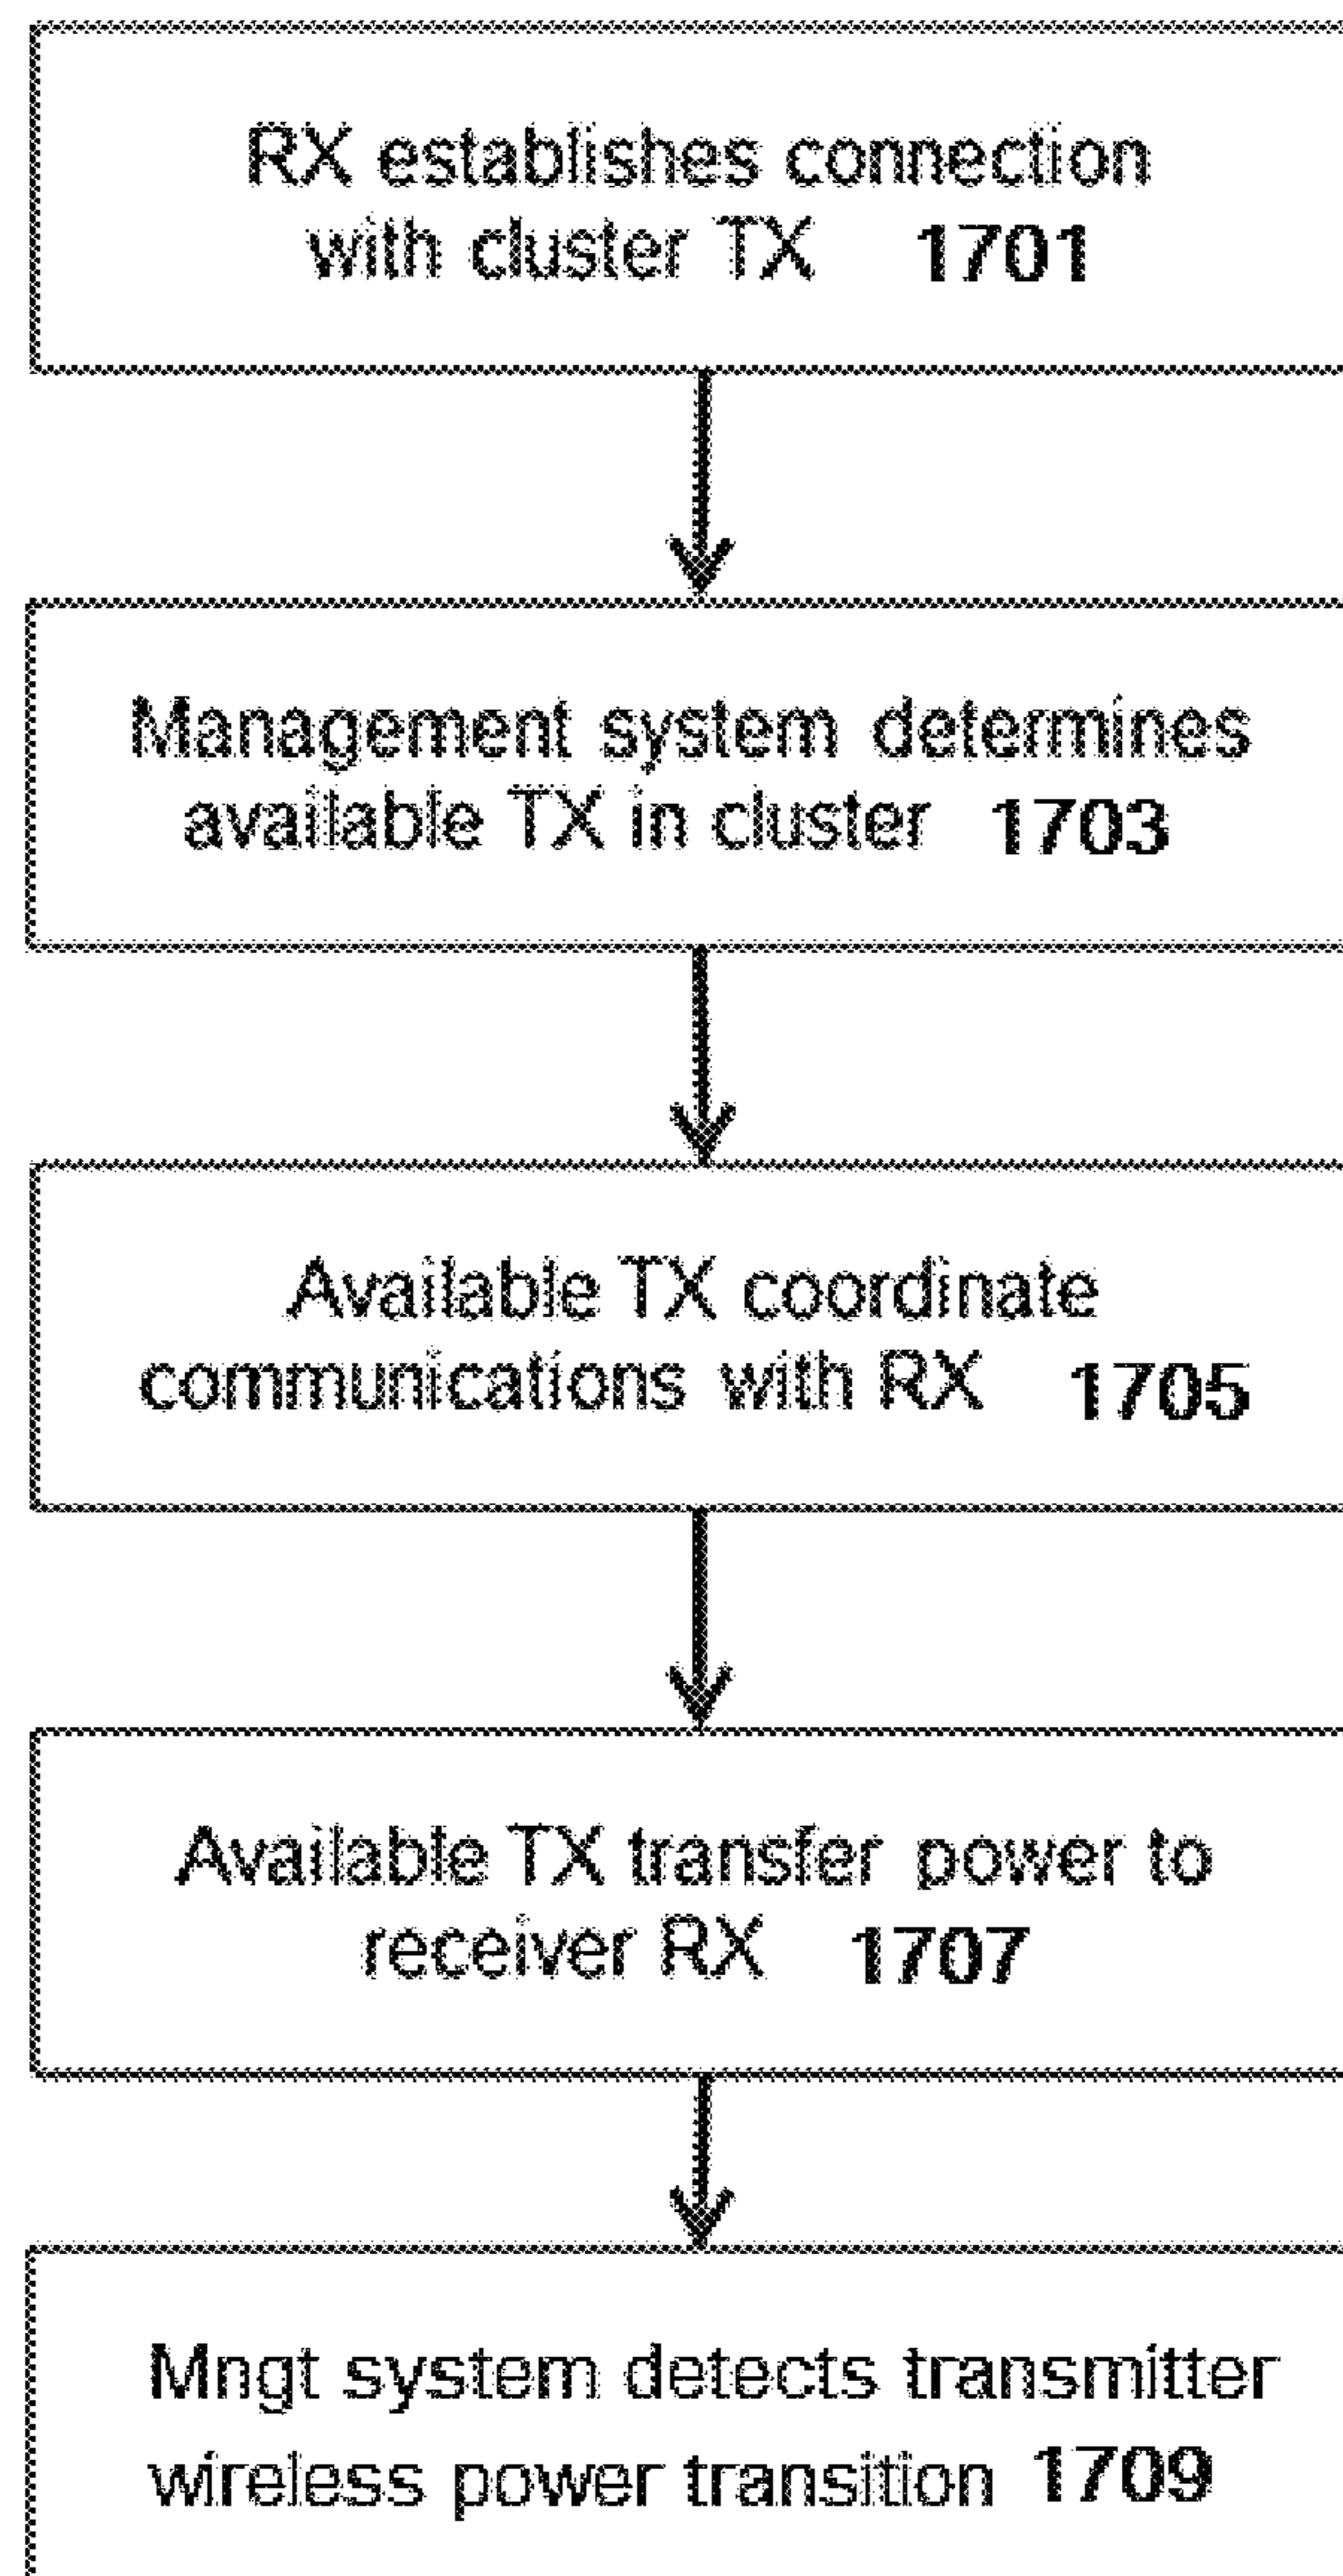 RX establishes connection
with cluster TX 1701
Management system determines
available TX in cluster 1703
Available TX coordinate
communications with RX 1705
Available TX transfer power to
receiver RX 1707
Mngt system detects transmitter
wireless power transition 1709